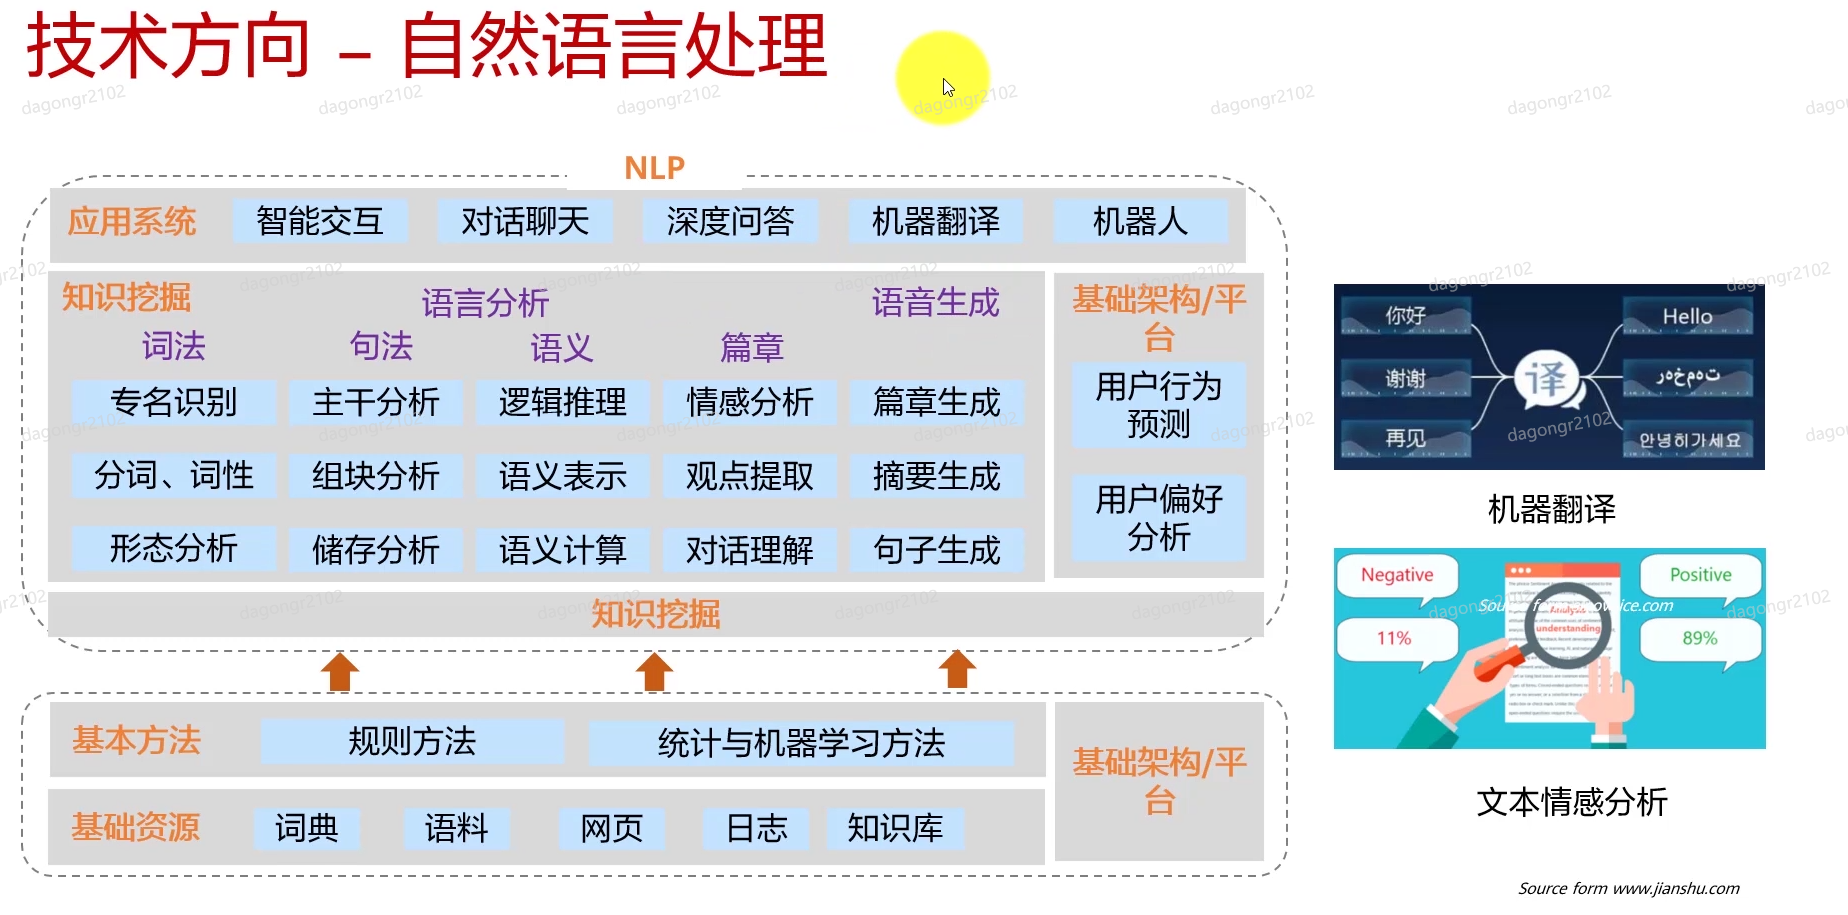 技术方向 – 自然语言处理
NLP
应用系统 智能交互 对话聊天 深度问答 机器翻译 机器人
知识挖掘 语言分析 语音生成
词法 句法 语义 篇章
专名识别 主干分析 逻辑推理 情感分析 篇章生成
分词、词性 组块分析 语义表示 观点提取 摘要生成
形态分析 储存分析 语义计算 对话理解 句子生成
基础架构/平
台
用户行为
预测
用户偏好
分析
知识挖掘
基本方法 规则方法 统计与机器学习方法
基础资源 词典 语料 网页 日志 知识库
基础架构/平
台
你好 Hello
谢谢 译
再见 안녕히가세요
机器翻译
Negative Positive
11% 89%
Analysis
understanding
文本情感分析
Source form www.jianshu.com
dagongr2102